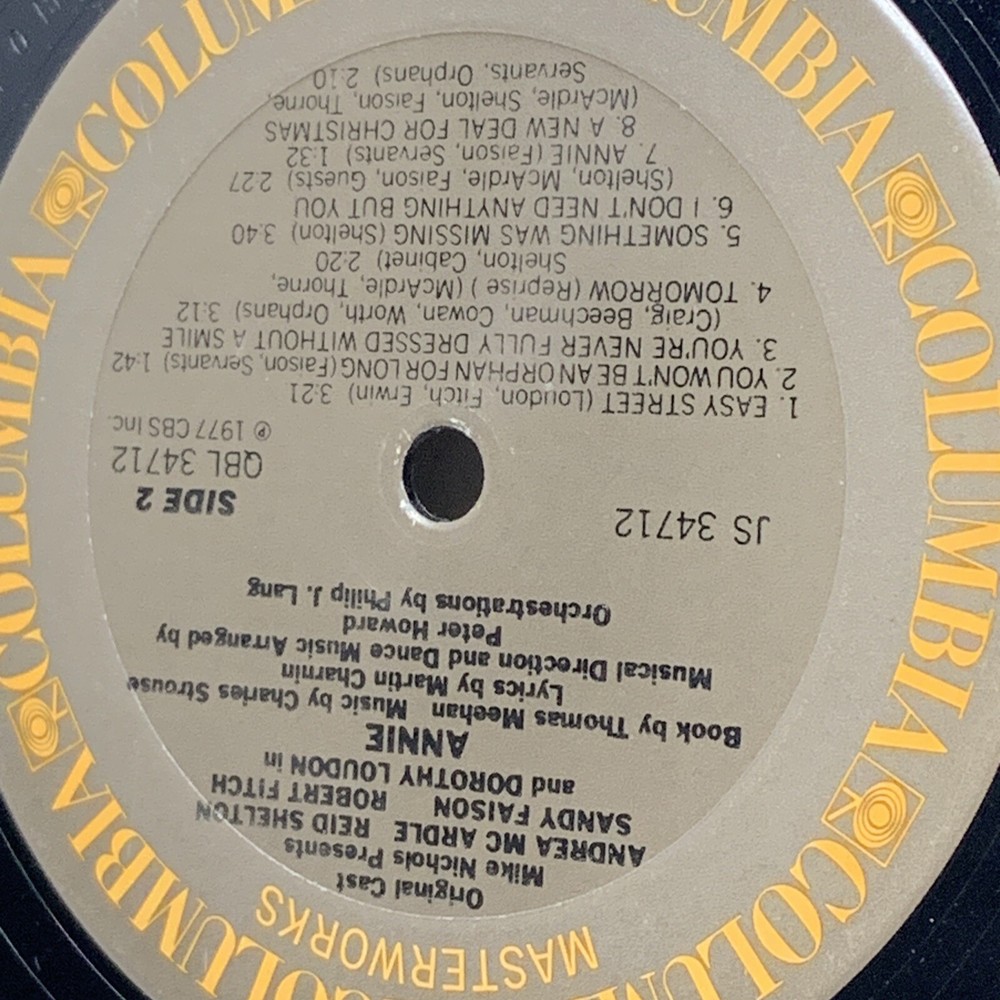 MASTERWORKS
Original Cast
Mike Nichols Presents
ANDREA MC ARDLE REID SHELTON
SANDY FAISON ROBERT FITCH
and DOROTHY LOUDON in
ANNIE
Book by Thomas Meehan Music by Charles Strouse
Lyrics by Martin Charnin
Musical Direction and Dance Music Arranged by
Peter Howard
Orchestrations by Philip J. Lang
JS 34712
SIDE 2
QBL 34712
℗ 1977 CBS Inc.
1. EASY STREET (Loudon, Fitch, Erwin) 3:21
2. YOU WON'T BE AN ORPHAN FOR LONG (Faison, Servants) 1:42
3. YOU'RE NEVER FULLY DRESSED WITHOUT A SMILE
(Craig, Beechman, Cowan, Worth, Orphans) 3:12
4. TOMORROW (Reprise) (McArdle, Thorne,
Shelton, Cabinet) 2:20
5. SOMETHING WAS MISSING (Shelton) 3:40
6. I DON'T NEED ANYTHING BUT YOU
(Shelton, McArdle, Faison, Guests) 2:27
7. ANNIE (Faison, Servants) 1:32
8. A NEW DEAL FOR CHRISTMAS
(McArdle, Shelton, Faison, Thorne,
Servants, Orphans) 2:10
COLUMBIA
COLUMBIA
COLUMBIA
COLUMBIA
COLUMBIA
COLUMBIA